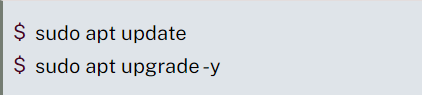 $ sudo apt update
$ sudo apt upgrade -y